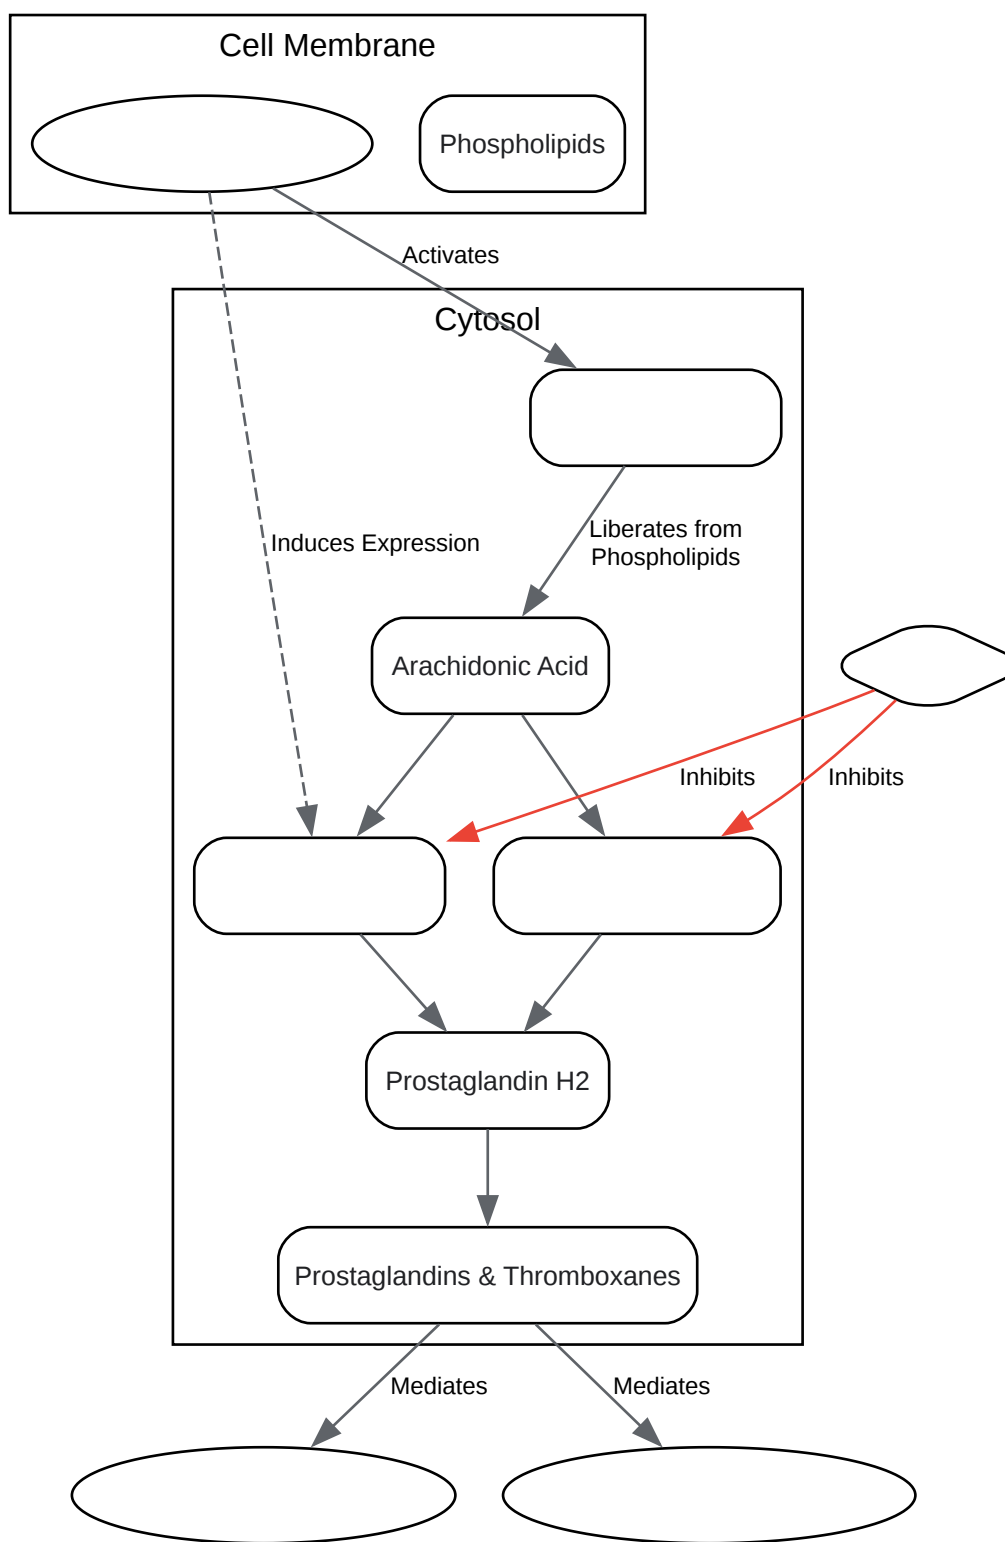 Cell Membrane
Phospholipids
Activates
Cytosol
Liberates from
Phospholipids
Induces Expression
Arachidonic Acid
Inhibits
Inhibits
Prostaglandin H2
Prostaglandins & Thromboxanes
Mediates
Mediates